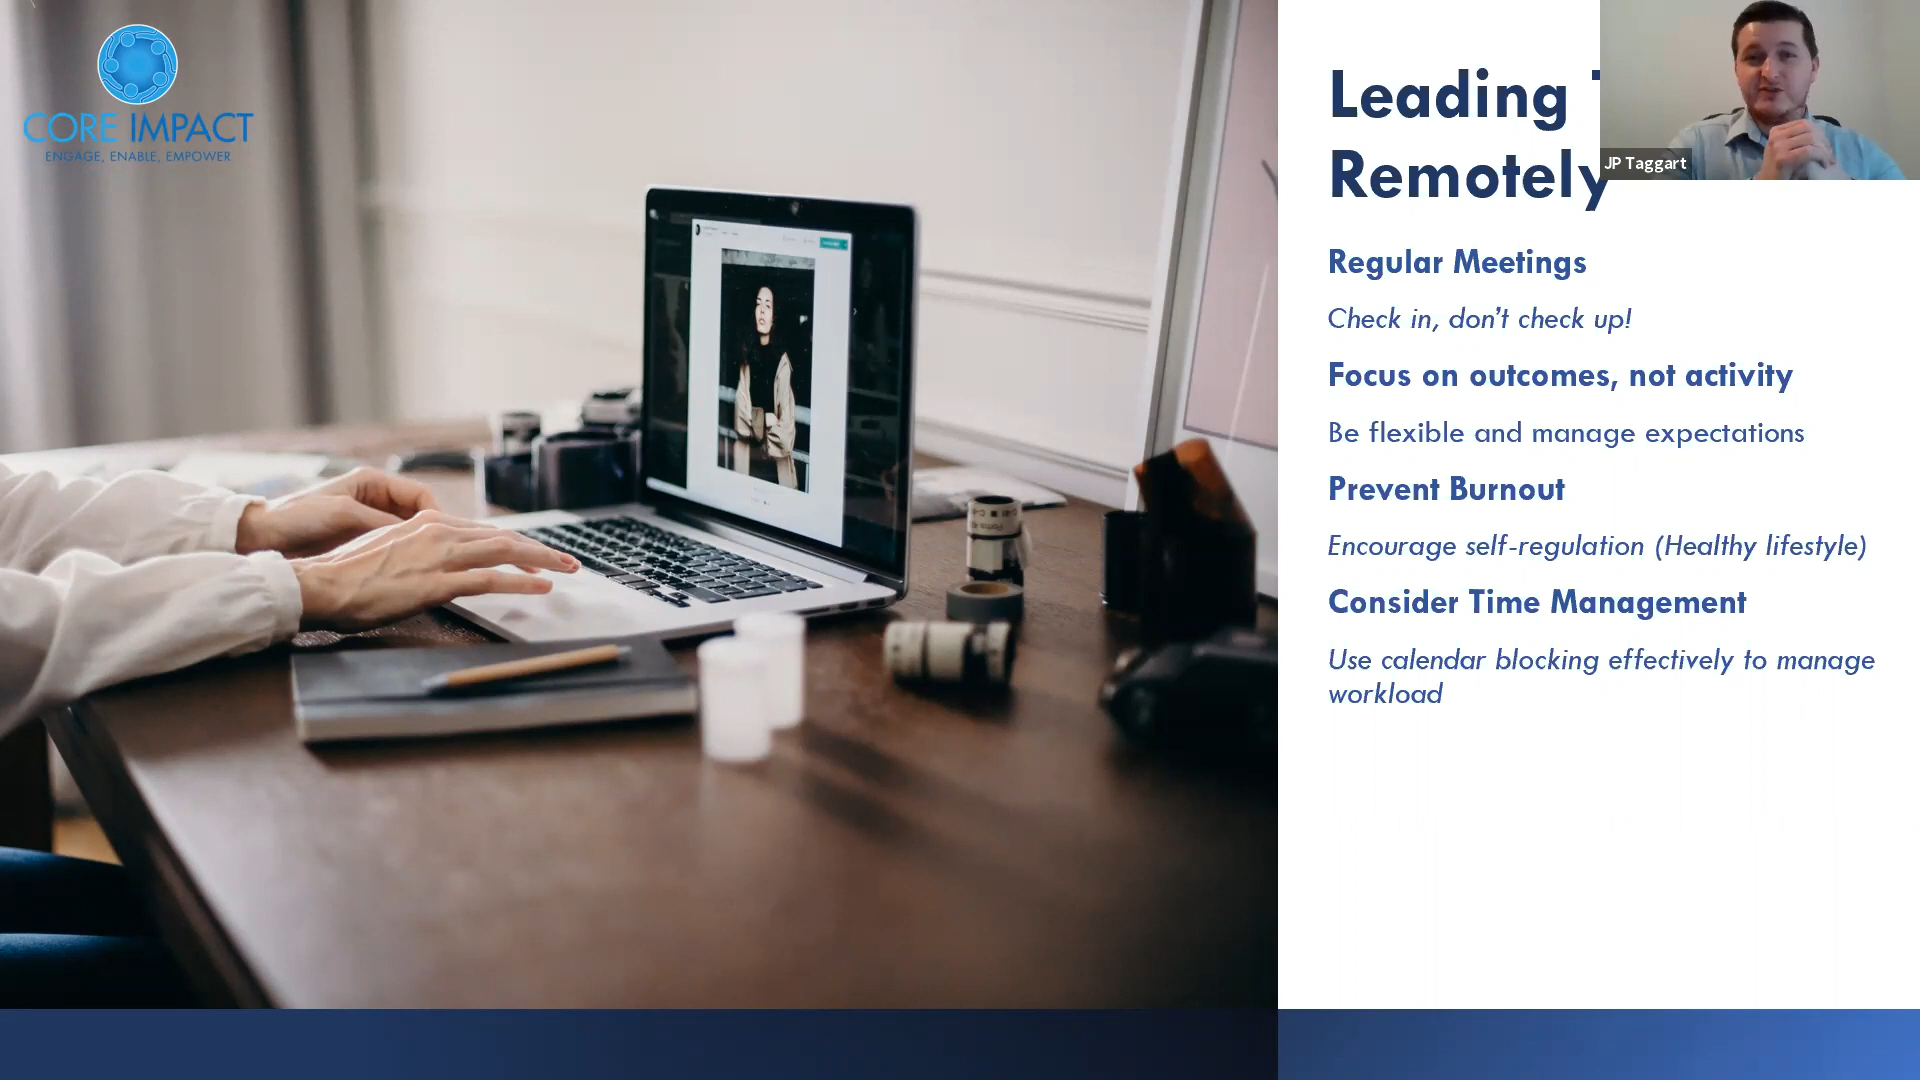 CORE IMPACT
ENGAGE, ENABLE, EMPOWER
Leading
Remotely
JP Taggart
Regular Meetings
Check in, don't check up!
Focus on outcomes, not activity
Be flexible and manage expectations
Prevent Burnout
Encourage self-regulation (Healthy lifestyle)
Consider Time Management
Use calendar blocking effectively to manage
workload